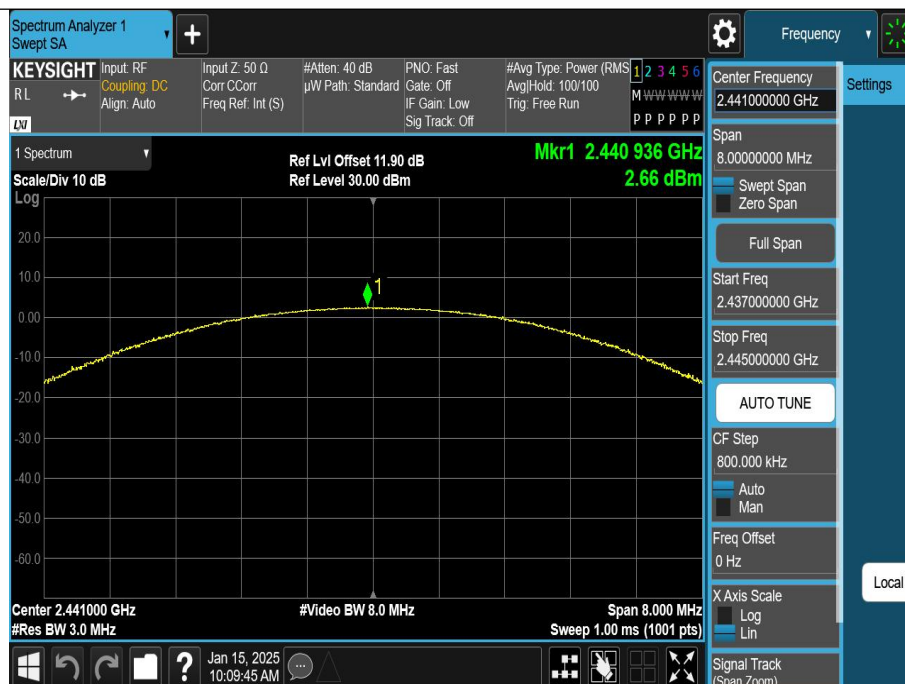 Spectrum Analyzer 1
Swept SA
Frequency
KEYSIGHT
RL
LXI
Input: RF
Coupling: DC
Align: Auto
Input Z: 50 Ω
Corr CCorr
Freq Ref: Int (S)
#Atten: 40 dB
µW Path: Standard
PNO: Fast
Gate: Off
IF Gain: Low
Sig Track: Off
#Avg Type: Power (RMS
Avg|Hold: 100/100
Trig: Free Run
1 2 3 4 5 6
M W W W W W
P P P P P P
1 Spectrum
Scale/Div 10 dB
Log
Ref Lvl Offset 11.90 dB
Ref Level 30.00 dBm
Mkr1 2.440 936 GHz
2.66 dBm
20.0
10.0
0.00
-10.0
-20.0
-30.0
-40.0
-50.0
-60.0
1
Center 2.441000 GHz
#Res BW 3.0 MHz
#Video BW 8.0 MHz
Span 8.000 MHz
Sweep 1.00 ms (1001 pts)
Jan 15, 2025
10:09:45 AM
?
Center Frequency
2.441000000 GHz
Settings
Span
8.00000000 MHz
Swept Span
Zero Span
Full Span
Start Freq
2.437000000 GHz
Stop Freq
2.445000000 GHz
AUTO TUNE
CF Step
800.000 kHz
Auto
Man
Freq Offset
0 Hz
X Axis Scale
Log
Lin
Local
Signal Track
(Span Zoom)